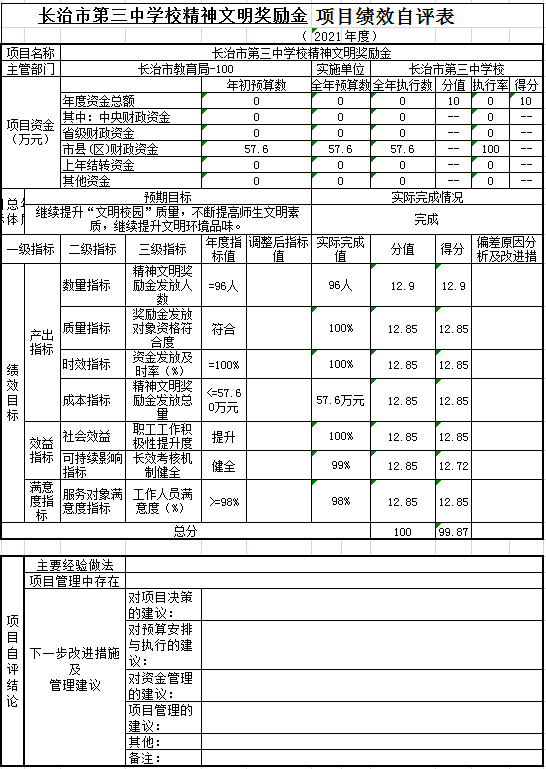 长治市第三中学校精神文明奖励金 项目绩效自评表
（ 2021 年度）
项目名称 长治市第三中学校精神文明奖励金
主管部门 长治市教育局-100 实施单位 长治市第三中学校
项目资金（万元） 年初预算数 全年预算数 全年执行数 分值 执行率 得分
年度资金总额 0 0 0 10 0 10
其中：中央财政资金 0 0 0 -- 0 --
省级财政资金 0 0 0 -- 0 --
市县(区)财政资金 57.6 57.6 57.6 -- 100 --
上年结转资金 0 0 0 -- 0 --
其他资金 0 0 0 -- 0 --
预期目标 实际完成情况
继续提升“文明校园”质量，不断提高师生文明素
质，继续提升文明环境品味。 完成
一级指标 二级指标 三级指标 年度指标值 调整后指标值 实际完成值 分值 得分 偏差原因分析及改进措
绩效目标
产出指标
数量指标 精神文明奖励金发放人数 =96人 96人 12.9 12.9
质量指标 奖励金发放对象资格符合度 符合 100% 12.85 12.85
时效指标 资金发放及时率（%） =100% 100% 12.85 12.85
成本指标 精神文明奖励金发放总量 <=57.60万元 57.6万元 12.85 12.85
效益指标
社会效益 职工工作积极性提升度 提升 100% 12.85 12.85
可持续影响指标 长效考核机制健全 健全 99% 12.85 12.72
满意度指标
服务对象满意度指标 工作人员满意度（%） >=98% 98% 12.85 12.85
总分 100 99.87
项目自评结论
主要经验做法
项目管理中存在
下一步改进措施
及
管理建议
对项目决策
的建议：
对预算安排
与执行的建
议：
对资金管理
的建议：
项目管理的
建议：
其他：
备注：